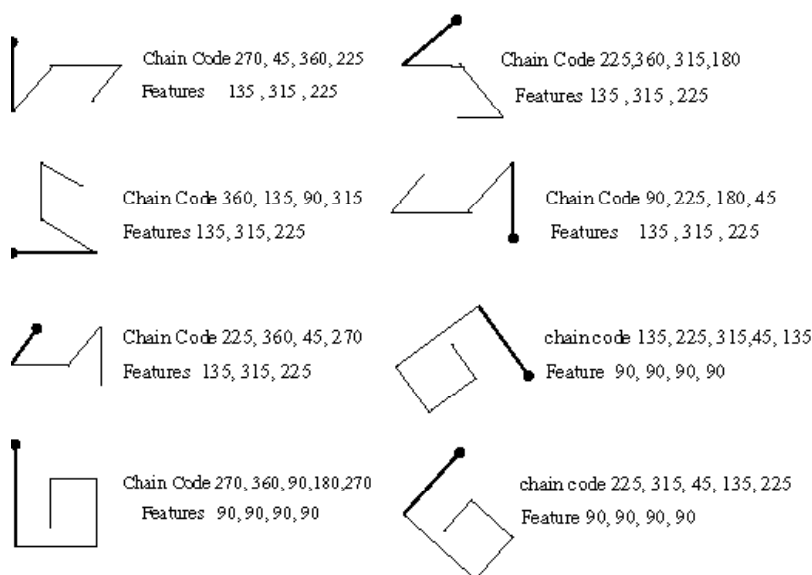 Chain Code 270, 45, 360, 225
Features 135 , 315 , 225
Chain Code 225,360, 315,180
Features 135 , 315 , 225
Chain Code 360, 135, 90, 315
Features 135, 315, 225
Chain Code 90, 225, 180, 45
Features 135 , 315 , 225
Chain Code 225, 360, 45, 270
Features 135, 315, 225
chain code 135, 225, 315,45, 135
Feature 90, 90, 90, 90
Chain Code 270, 360, 90,180,270
Features 90, 90, 90, 90
chain code 225, 315, 45, 135, 225
Feature 90, 90, 90, 90